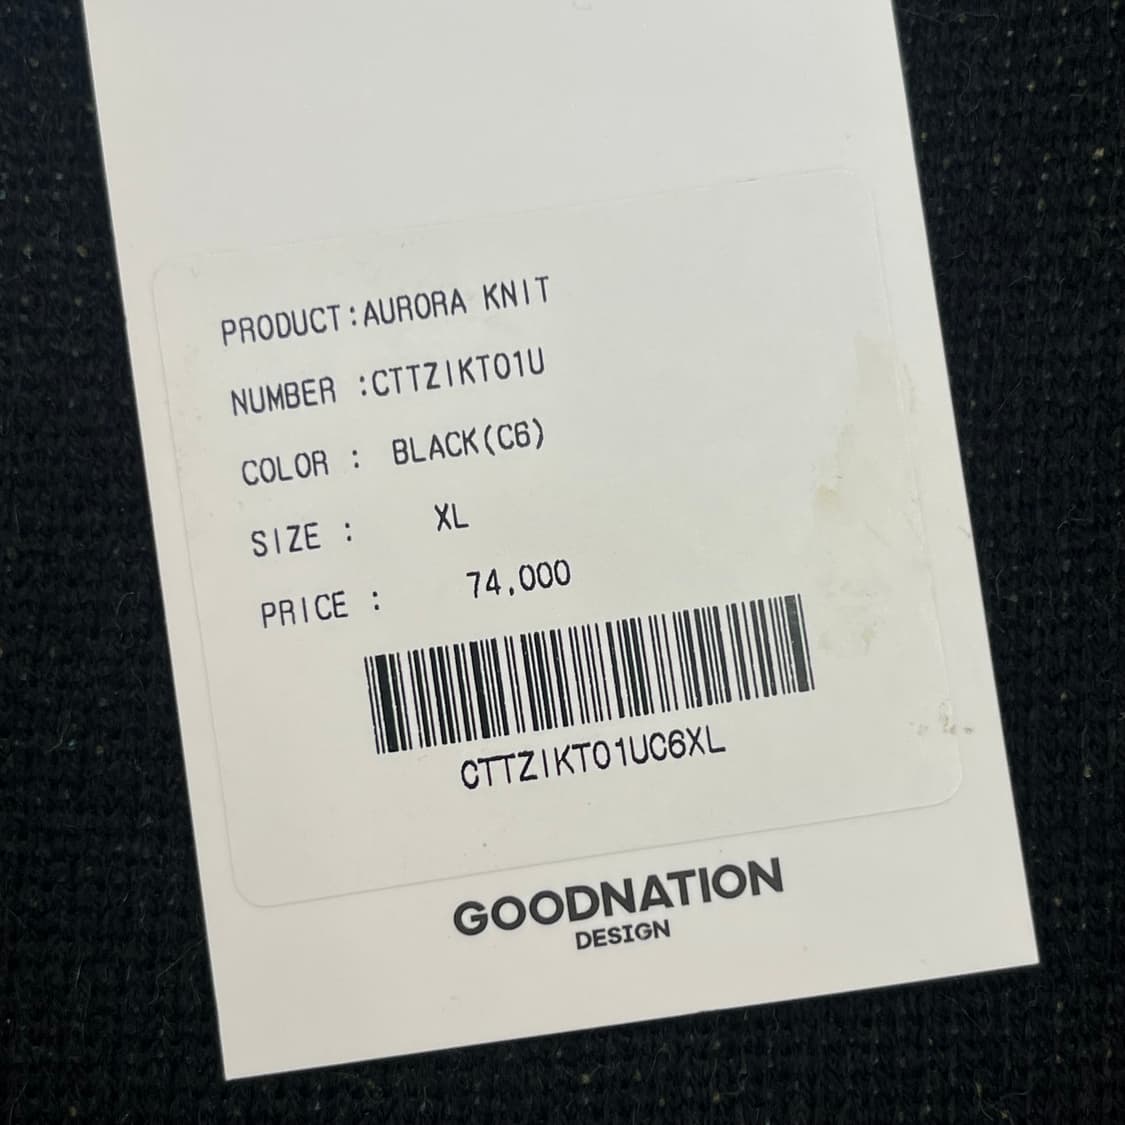 PRODUCT:AURORA KNIT
NUMBER :CTTZIKT01U
COLOR : BLACK(C6)
SIZE : XL
PRICE : 74,000
CTTZIKT01UC6XL
GOODNATION
DESIGN